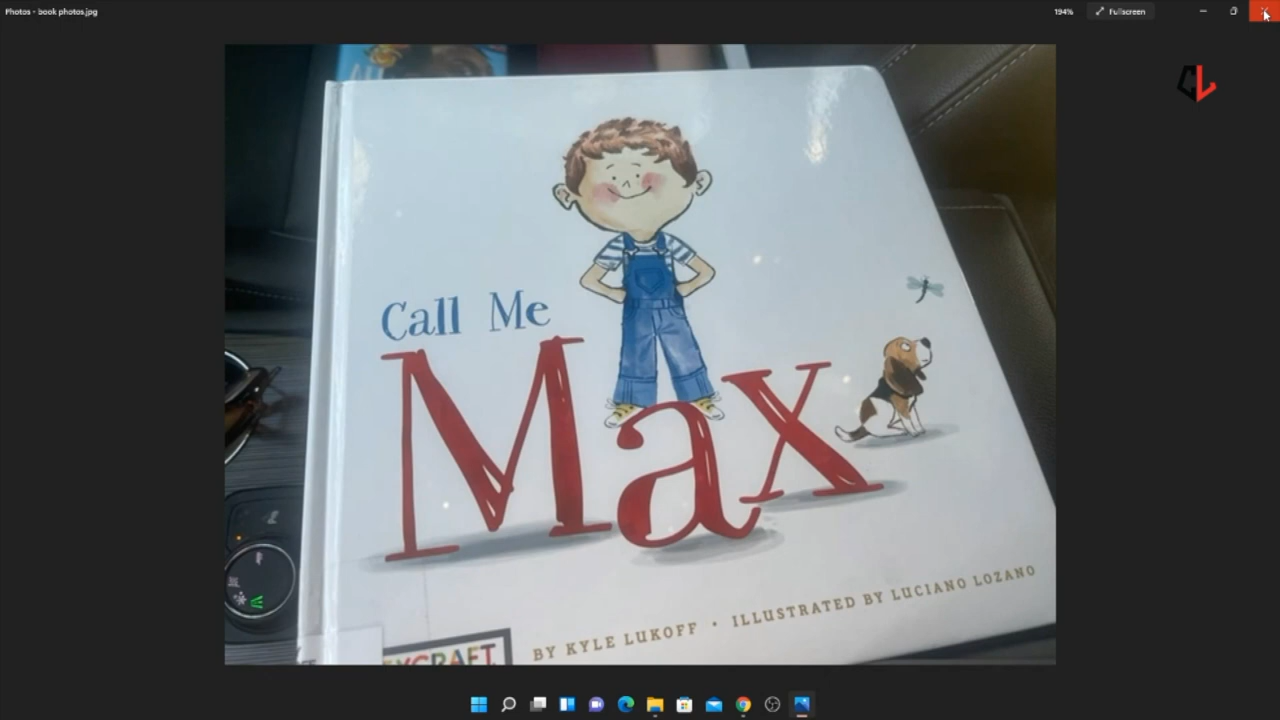 Photos - book photos.jpg
194%
Fullscreen
Call Me
Max
BY KYLE LUKOFF • ILLUSTRATED BY LUCIANO LOZANO